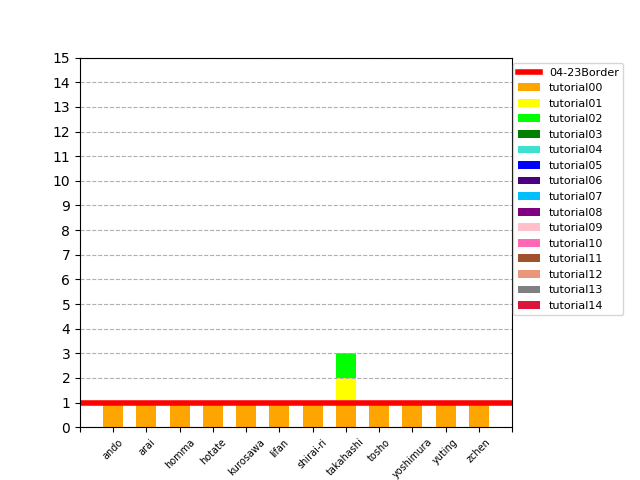 15
14
13
12
11
10
9
8
7
6
5
4
3
2
1
0
ando
arai
homma
hotate
kurosawa
lifan
shirai-ri
takahashi
tosho
yoshimura
yuting
zchen
04-23Border
tutorial00
tutorial01
tutorial02
tutorial03
tutorial04
tutorial05
tutorial06
tutorial07
tutorial08
tutorial09
tutorial10
tutorial11
tutorial12
tutorial13
tutorial14